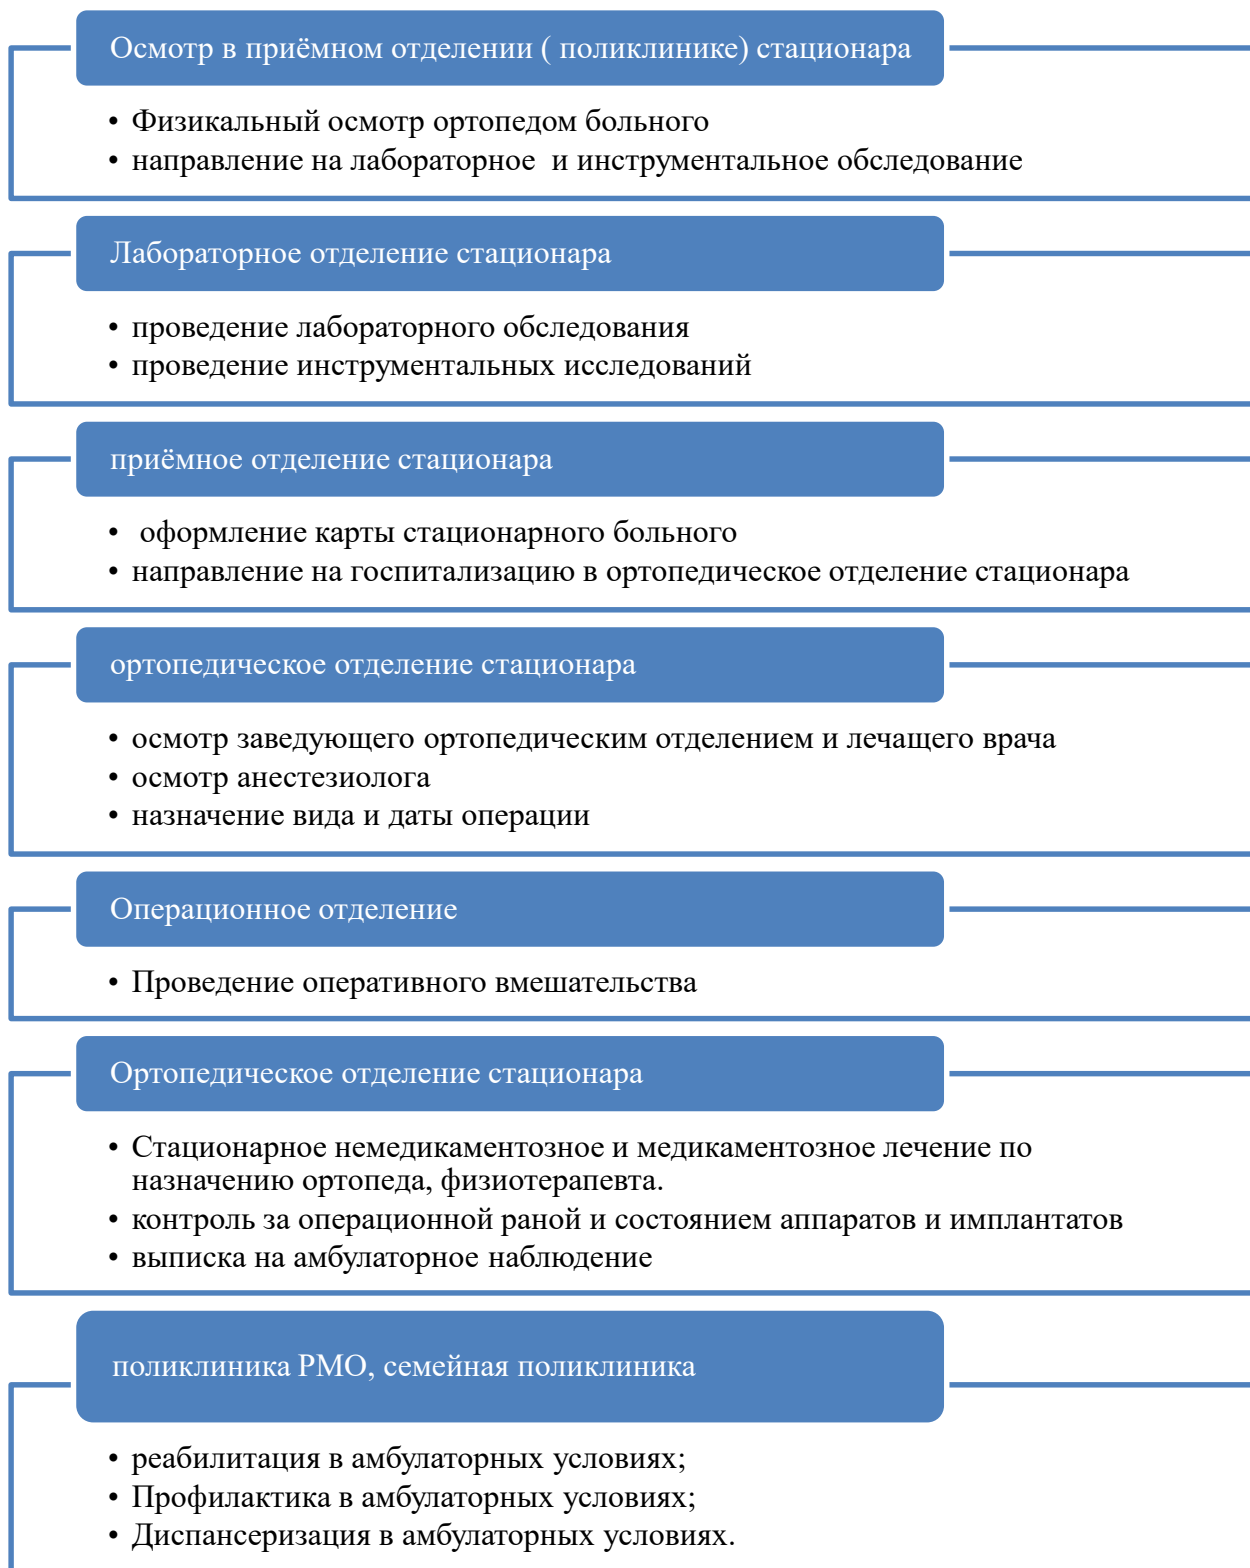 Осмотр в приёмном отделении ( поликлинике) стационара
• Физикальный осмотр ортопедом больного
• направление на лабораторное и инструментальное обследование
Лабораторное отделение стационара
• проведение лабораторного обследования
• проведение инструментальных исследований
приёмное отделение стационара
• оформление карты стационарного больного
• направление на госпитализацию в ортопедическое отделение стационара
ортопедическое отделение стационара
• осмотр заведующего ортопедическим отделением и лечащего врача
• осмотр анестезиолога
• назначение вида и даты операции
Операционное отделение
• Проведение оперативного вмешательства
Ортопедическое отделение стационара
• Стационарное немедикаментозное и медикаментозное лечение по
назначению ортопеда, физиотерапевта.
• контроль за операционной раной и состоянием аппаратов и имплантатов
• выписка на амбулаторное наблюдение
поликлиника РМО, семейная поликлиника
• реабилитация в амбулаторных условиях;
• Профилактика в амбулаторных условиях;
• Диспансеризация в амбулаторных условиях.